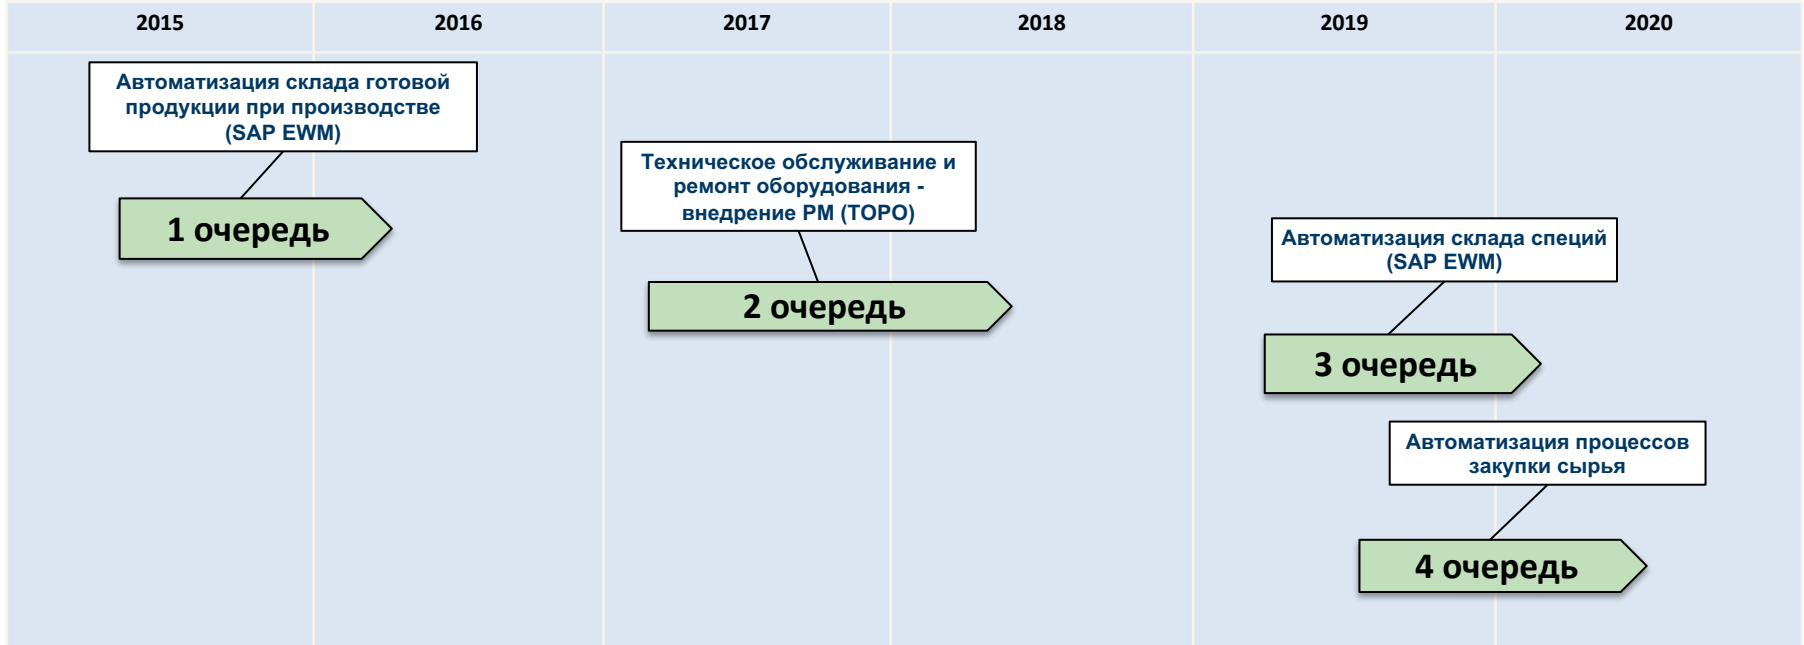 2015 2016 2017 2018 2019 2020
Автоматизация склада готовой
продукции при производстве
(SAP EWM)
1 очередь
Техническое обслуживание и
ремонт оборудования -
внедрение РМ (ТОРО)
2 очередь
Автоматизация склада специй
(SAP EWM)
3 очередь
Автоматизация процессов
закупки сырья
4 очередь